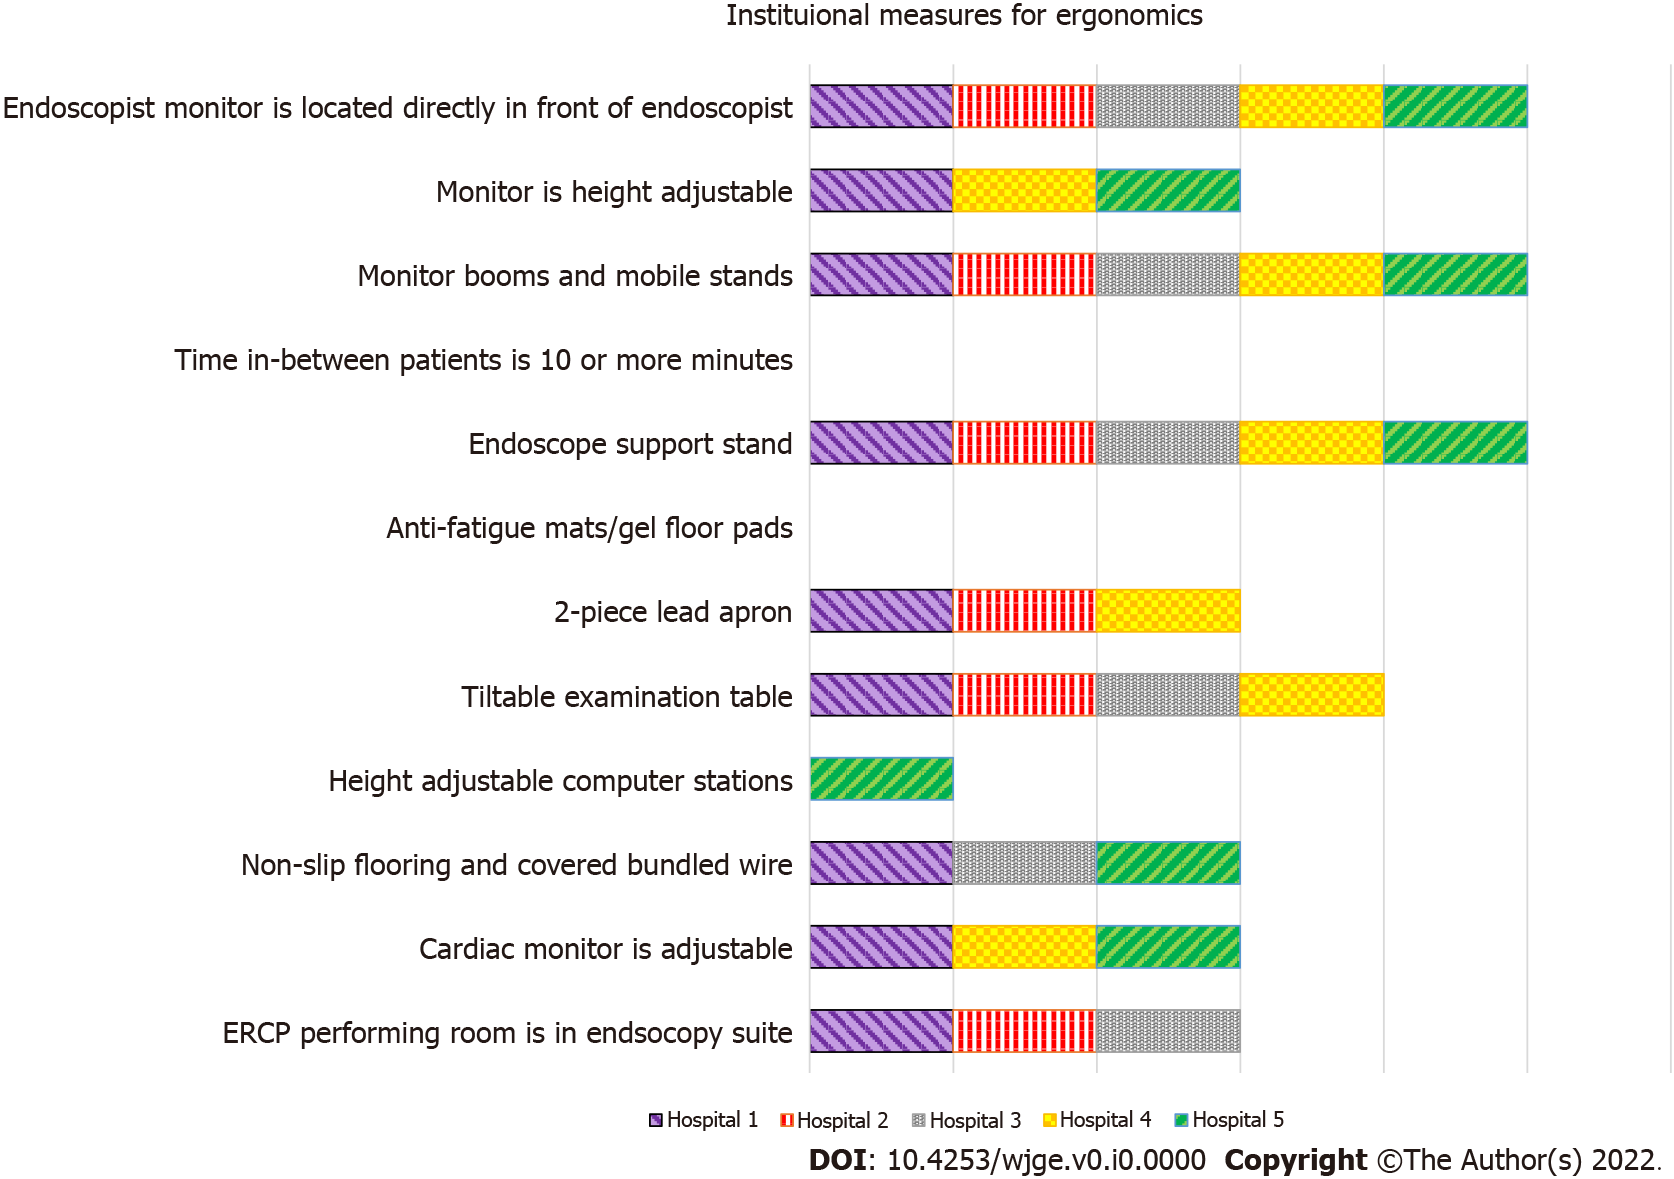 Instituional measures for ergonomics
Endoscopist monitor is located directly in front of endoscopist
Monitor is height adjustable
Monitor booms and mobile stands
Time in-between patients is 10 or more minutes
Endoscope support stand
Anti-fatigue mats/gel floor pads
2-piece lead apron
Tiltable examination table
Height adjustable computer stations
Non-slip flooring and covered bundled wire
Cardiac monitor is adjustable
ERCP performing room is in endsocopy suite
Hospital 1 Hospital 2 Hospital 3 Hospital 4 Hospital 5
DOI: 10.4253/wjge.v0.i0.0000 Copyright ©The Author(s) 2022.